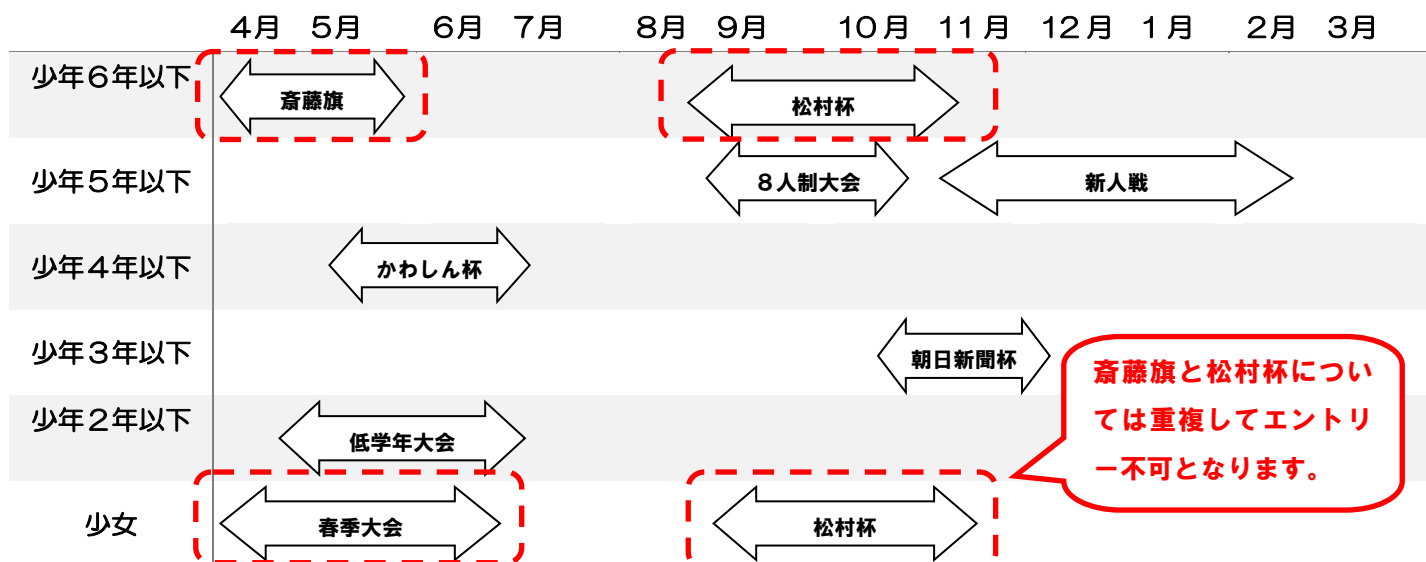 4月 5月 6月 7月 8月 9月 10月 11月 12月 1月 2月 3月
少年6年以下 斎藤旗 松村杯
少年5年以下 8人制大会 新人戦
少年4年以下 かわしん杯
少年3年以下 朝日新聞杯
少年2年以下 低学年大会
少女 春季大会 松村杯
斎藤旗と松村杯につい
ては重複してエントリ
ー不可となります。